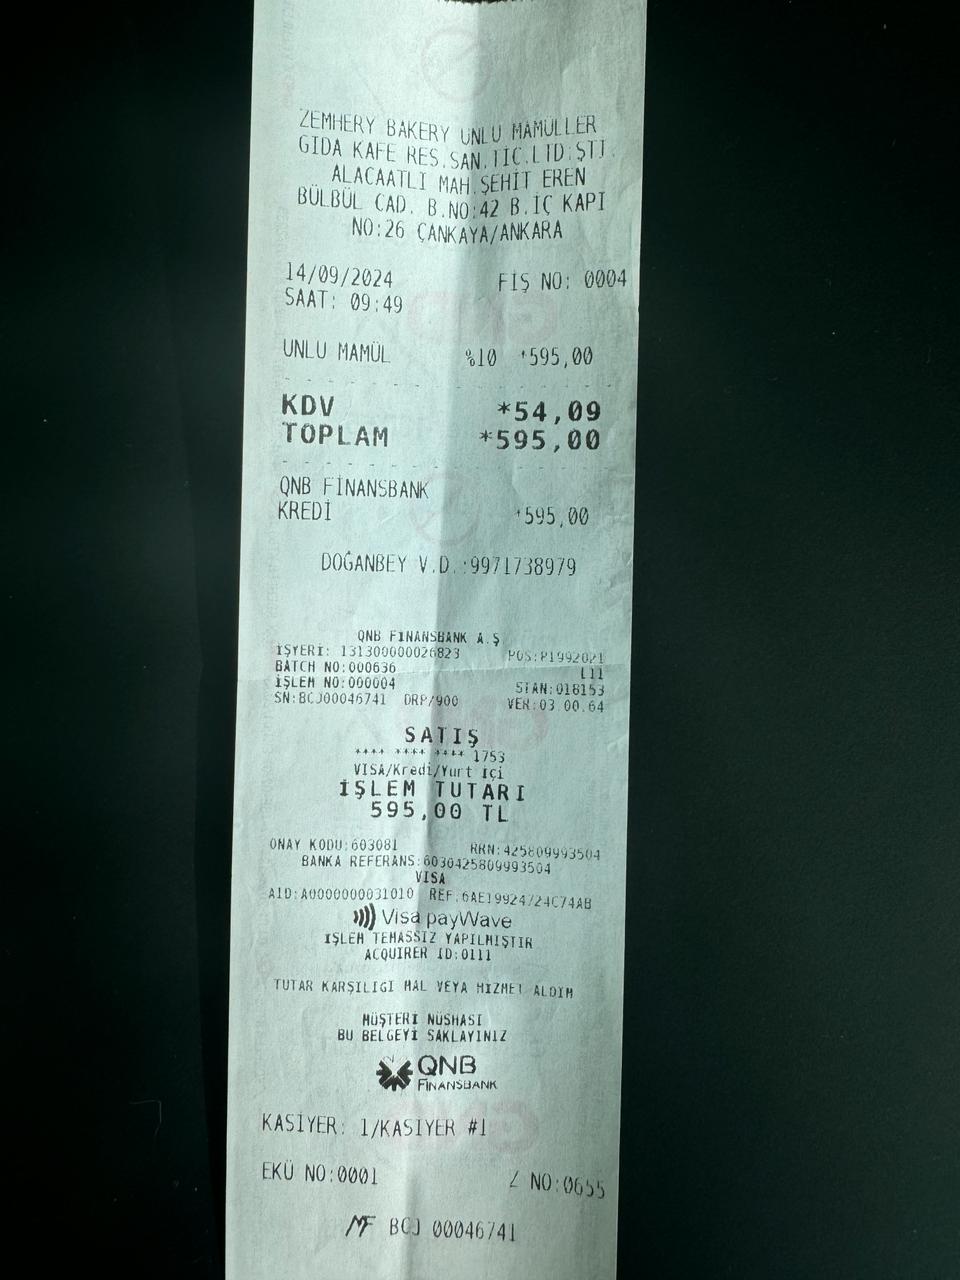 ZEMHERY BAKERY UNLU MAMÜLLER
GIDA KAFE RES.SAN.TİC.LTD.ŞTİ.
ALACAATLI MAH.ŞEHİT EREN
BÜLBÜL CAD. B.NO:42 B.İÇ KAPI
NO:26 ÇANKAYA/ANKARA
14/09/2024 FİŞ NO: 0004
SAAT: 09:49
UNLU MAMÜL %10 *595,00
KDV *54,09
TOPLAM *595,00
QNB FİNANSBANK
KREDİ *595,00
DOĞANBEY V.D.:9971738979
QNB FİNANSBANK A.Ş
İŞYERİ: 131300000026823 POS:P1992021
BATCH NO:000636 L11
İŞLEM NO:000004 STAN:018153
SN:BCJ00046741 DRP/900 VER:03.00.64
SATIŞ
**** **** **** 1753
VISA/Kredi/Yurt içi
İŞLEM TUTARI
595,00 TL
ONAY KODU:603081 RRN:425809993504
BANKA REFERANS:6030425809993504
VISA
AID:A0000000031010 REF:6AE19924724C74AB
Visa payWave
İŞLEM TEMASSIZ YAPILMIŞTIR
ACQUIRER ID:0111
TUTAR KARŞILIĞI MAL VEYA HİZMET ALDIM
MÜŞTERİ NÜSHASI
BU BELGEYİ SAKLAYINIZ
QNB
FİNANSBANK
KASİYER: 1/KASİYER #1
EKÜ NO:0001 Z NO:0655
MF BCJ 00046741